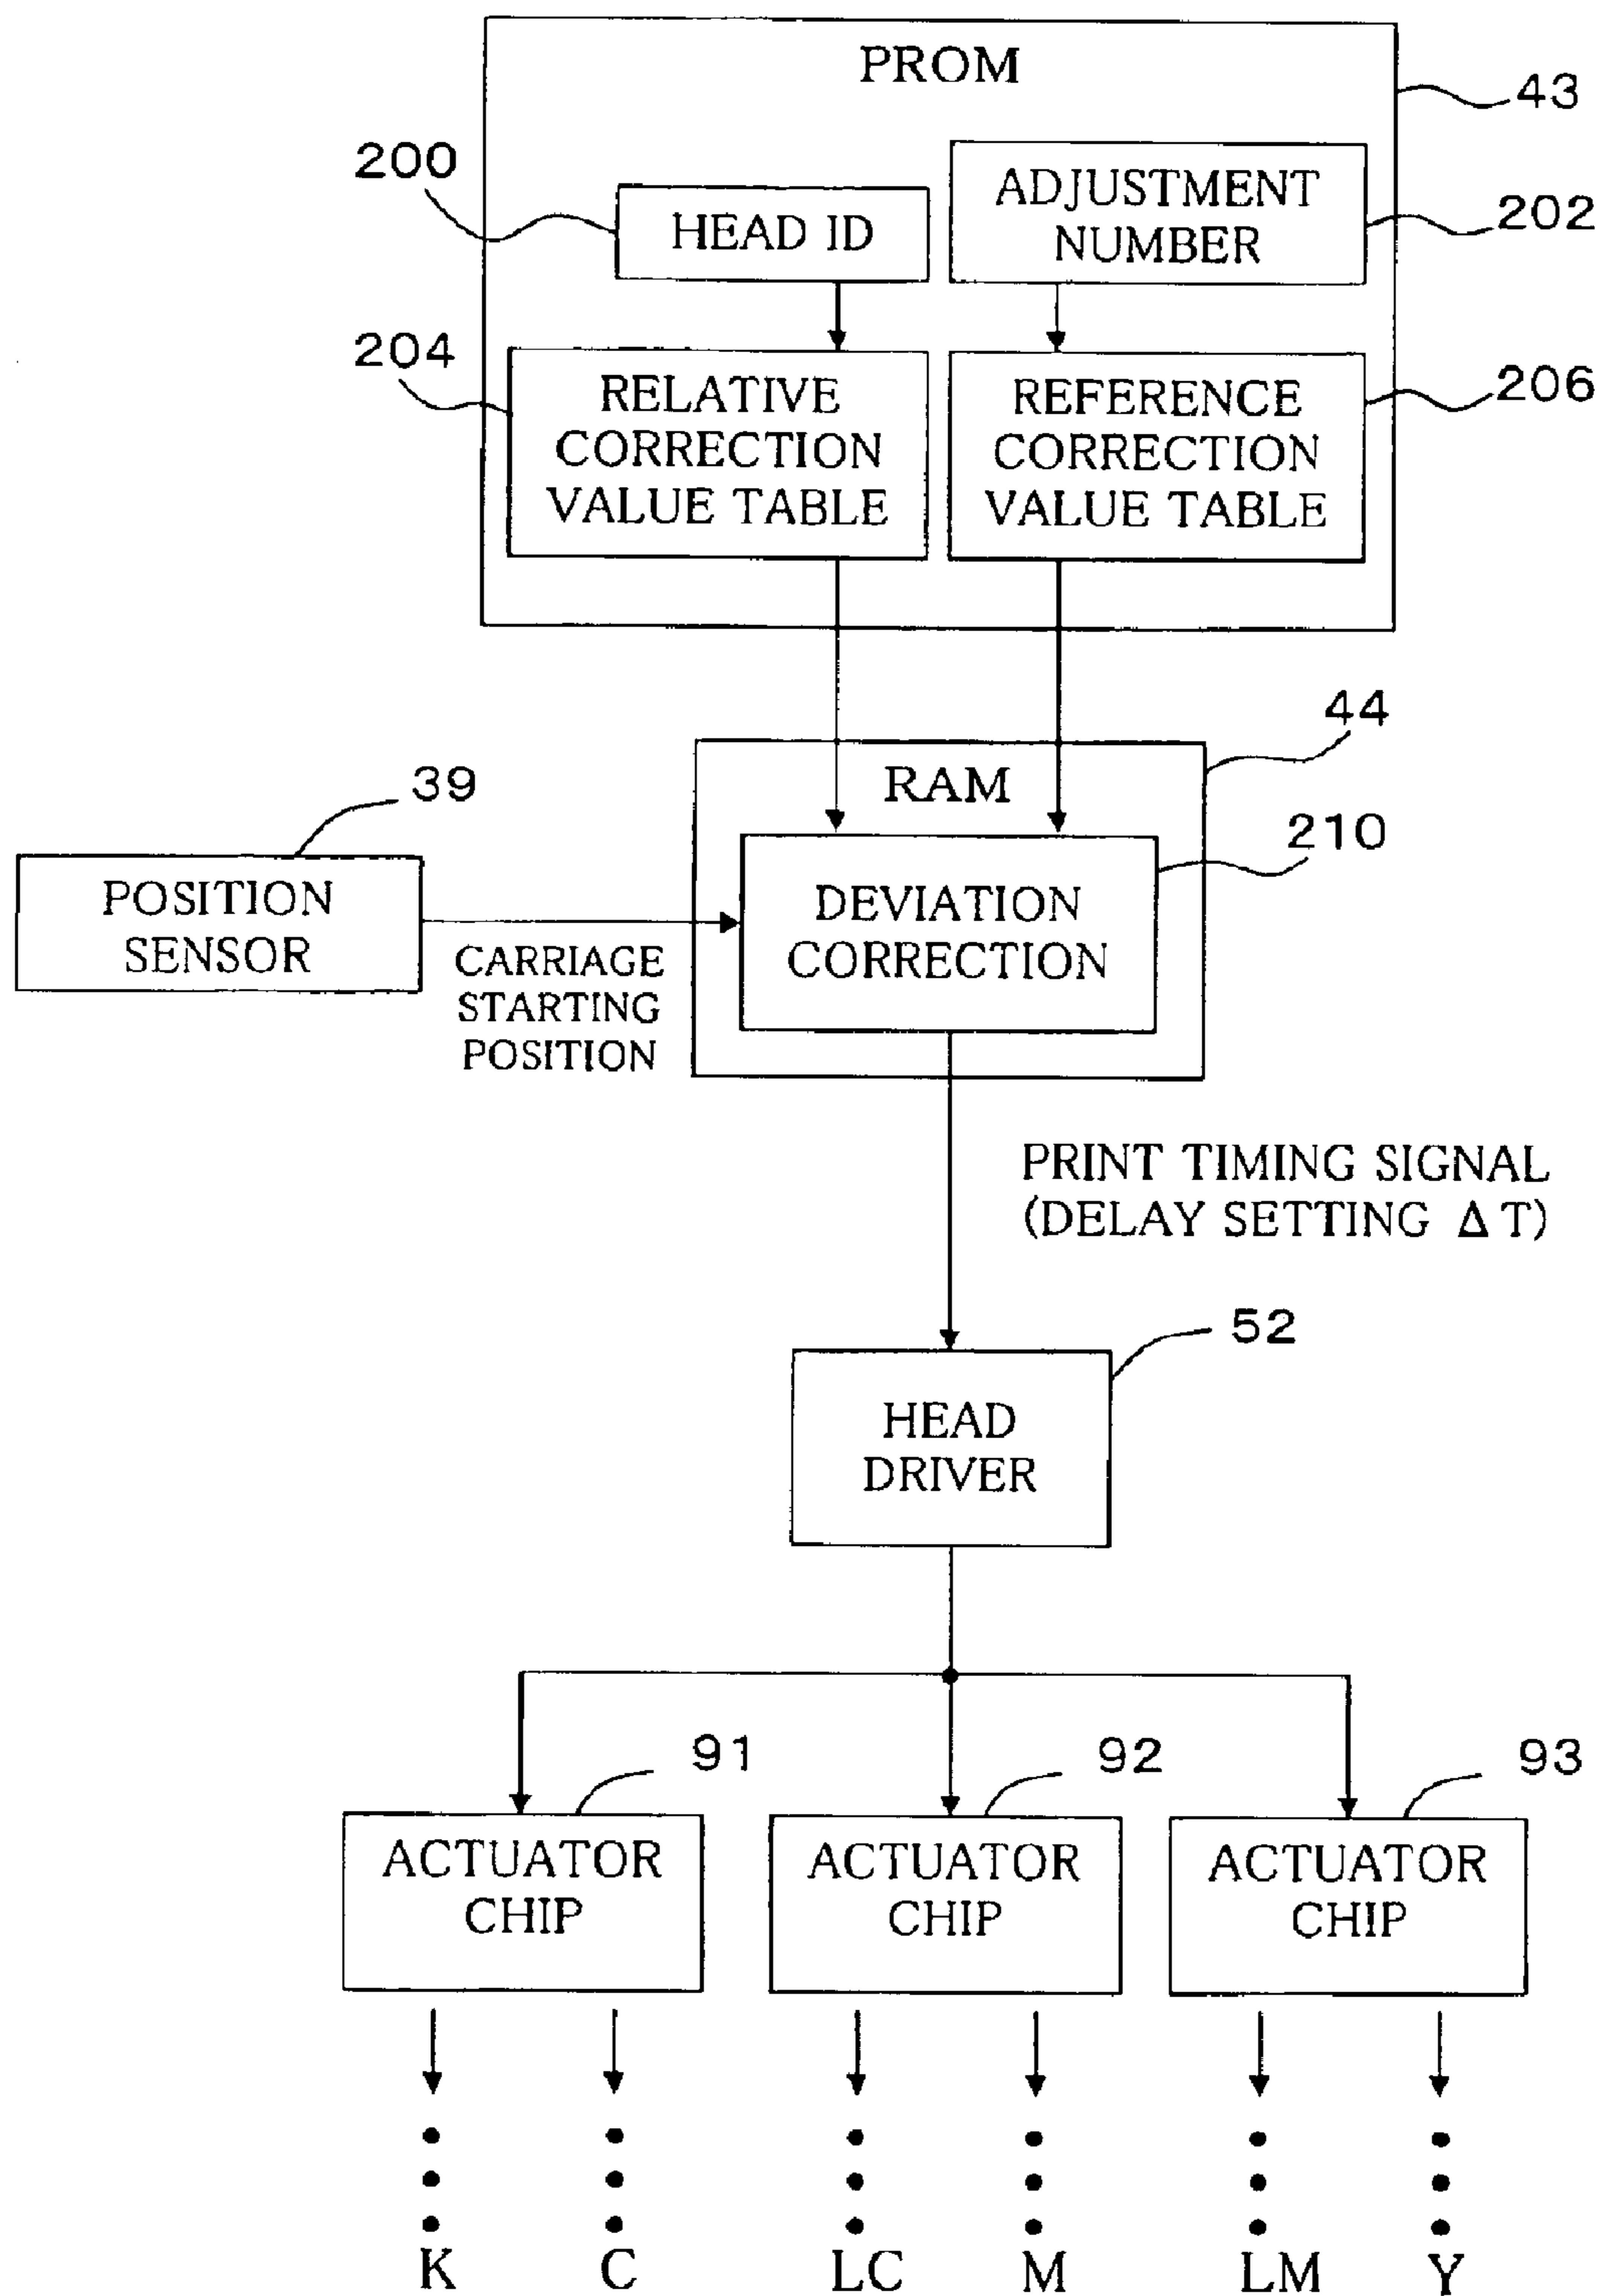 PROM
43
200
HEAD ID
ADJUSTMENT
NUMBER
202
204
RELATIVE
CORRECTION
VALUE TABLE
REFERENCE
CORRECTION
VALUE TABLE
206
44
RAM
39
210
POSITION
SENSOR
DEVIATION
CORRECTION
CARRIAGE
STARTING
POSITION
PRINT TIMING SIGNAL
(DELAY SETTING Δ T)
52
HEAD
DRIVER
91
92
93
ACTUATOR
CHIP
ACTUATOR
CHIP
ACTUATOR
CHIP
K C LC M LM Y